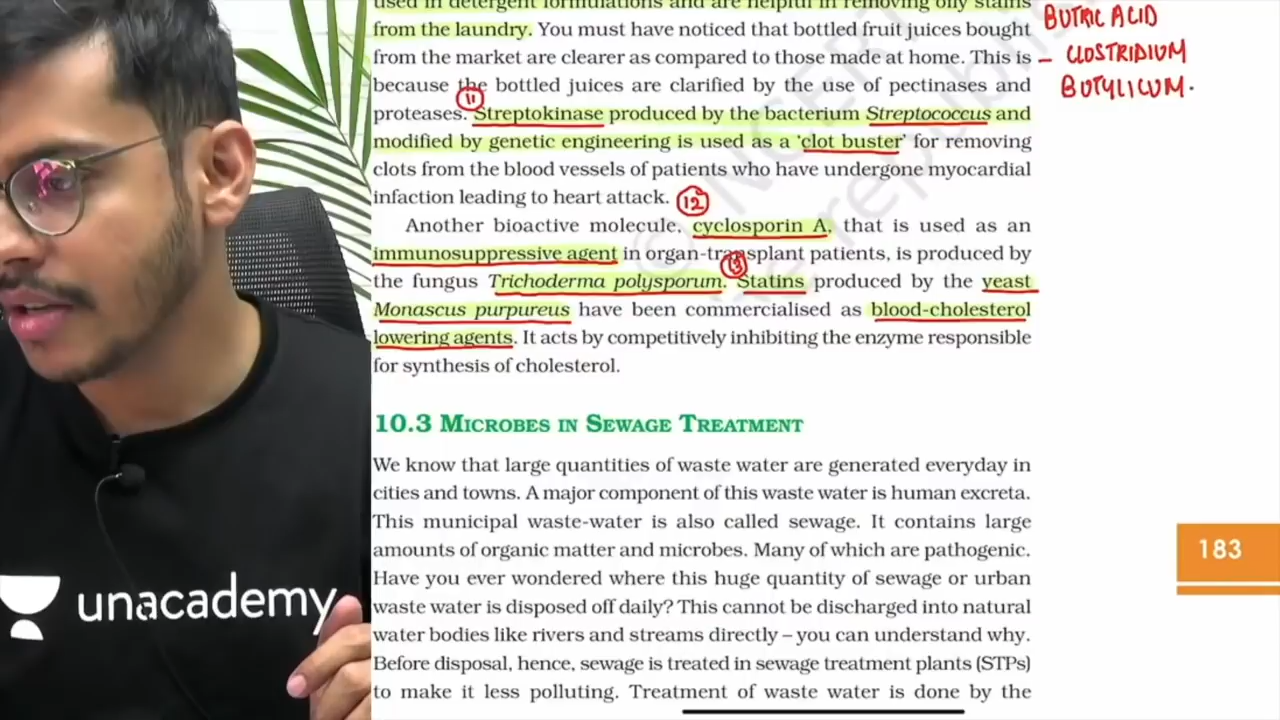 used in detergent formulations and are helpful in removing oily stains
from the laundry. You must have noticed that bottled fruit juices bought
from the market are clearer as compared to those made at home. This is
because the bottled juices are clarified by the use of pectinases and
proteases. Streptokinase produced by the bacterium Streptococcus and
modified by genetic engineering is used as a ‘clot buster’ for removing
clots from the blood vessels of patients who have undergone myocardial
infaction leading to heart attack.
Another bioactive molecule, cyclosporin A, that is used as an
immunosuppressive agent in organ-transplant patients, is produced by
the fungus Trichoderma polysporum. Statins produced by the yeast
Monascus purpureus have been commercialised as blood-cholesterol
lowering agents. It acts by competitively inhibiting the enzyme responsible
for synthesis of cholesterol.
10.3 MICROBES IN SEWAGE TREATMENT
We know that large quantities of waste water are generated everyday in
cities and towns. A major component of this waste water is human excreta.
This municipal waste-water is also called sewage. It contains large
amounts of organic matter and microbes. Many of which are pathogenic.
Have you ever wondered where this huge quantity of sewage or urban
waste water is disposed off daily? This cannot be discharged into natural
water bodies like rivers and streams directly – you can understand why.
Before disposal, hence, sewage is treated in sewage treatment plants (STPs)
to make it less polluting. Treatment of waste water is done by the
BUTRIC ACID
– CLOSTRIDIUM
BUTYLICUM.
11
12
13
183
unacademy